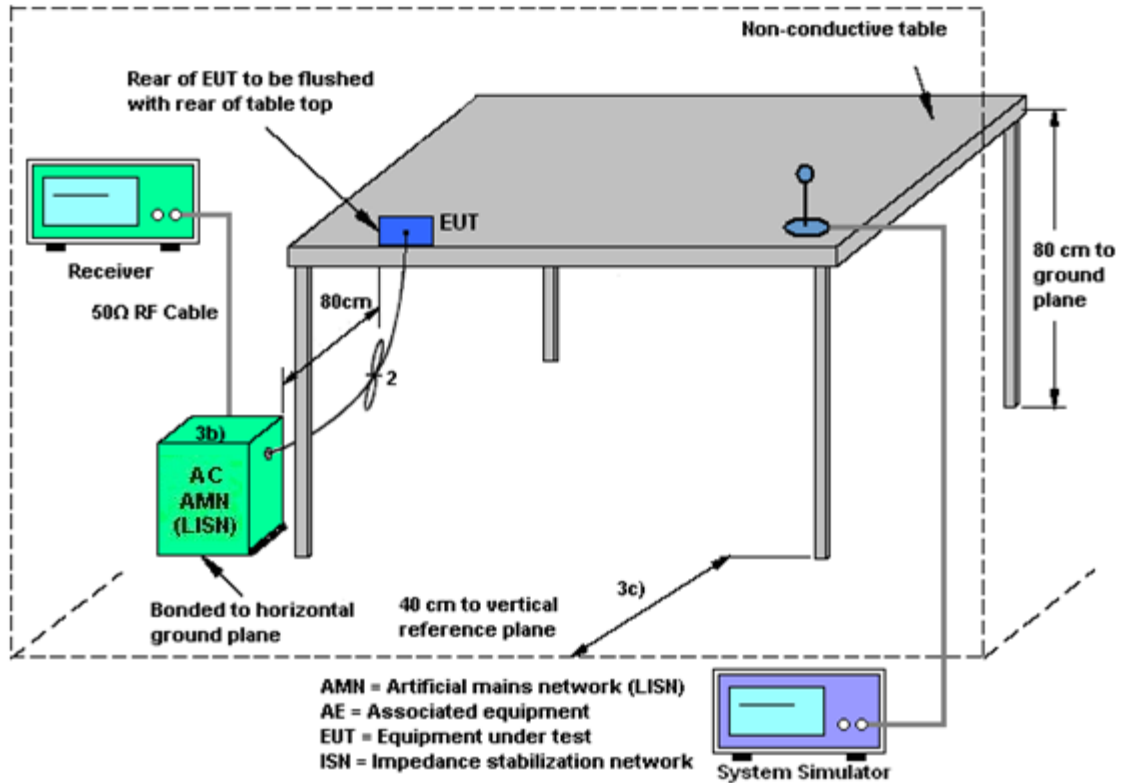 Non-conductive table
Rear of EUT to be flushed
with rear of table top
EUT
Receiver
80cm
80 cm to
ground
plane
50Ω RF Cable
2
3b)
AC
AMN
(LISN)
Bonded to horizontal
ground plane
40 cm to vertical
reference plane
3c)
AMN = Artificial mains network (LISN)
AE = Associated equipment
EUT = Equipment under test
ISN = Impedance stabilization network
System Simulator